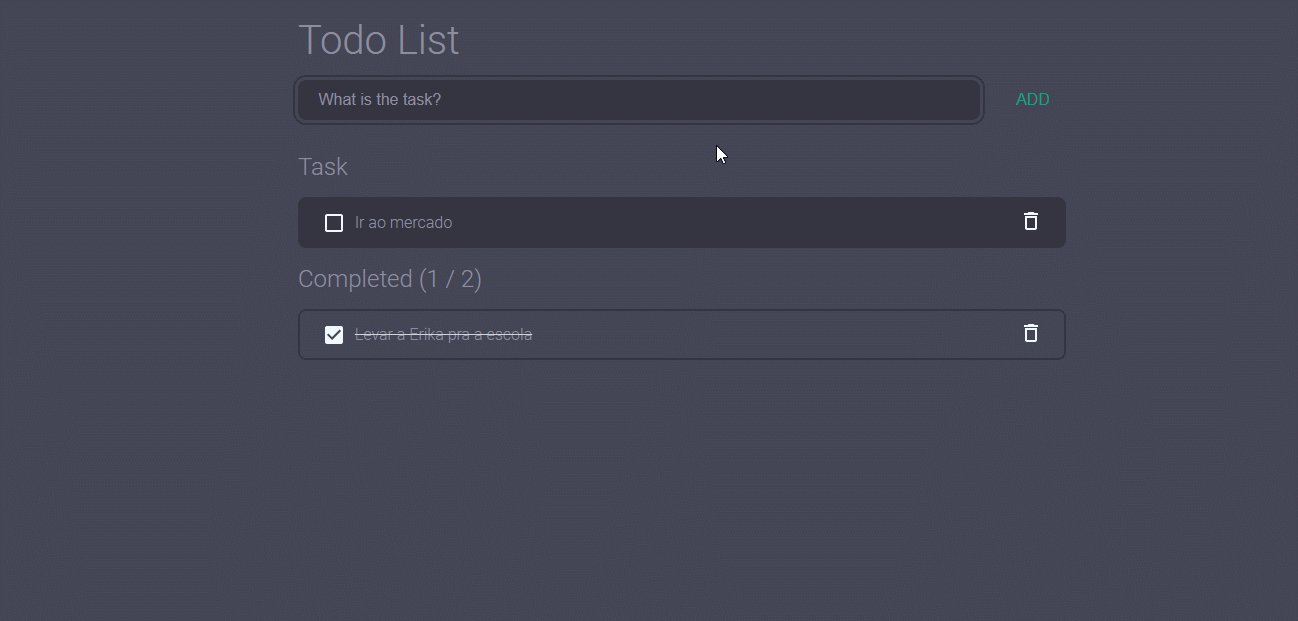 Todo List
What is the task?
ADD
Task
Ir ao mercado
Completed (1 / 2)
Levar a Erika pra a escola